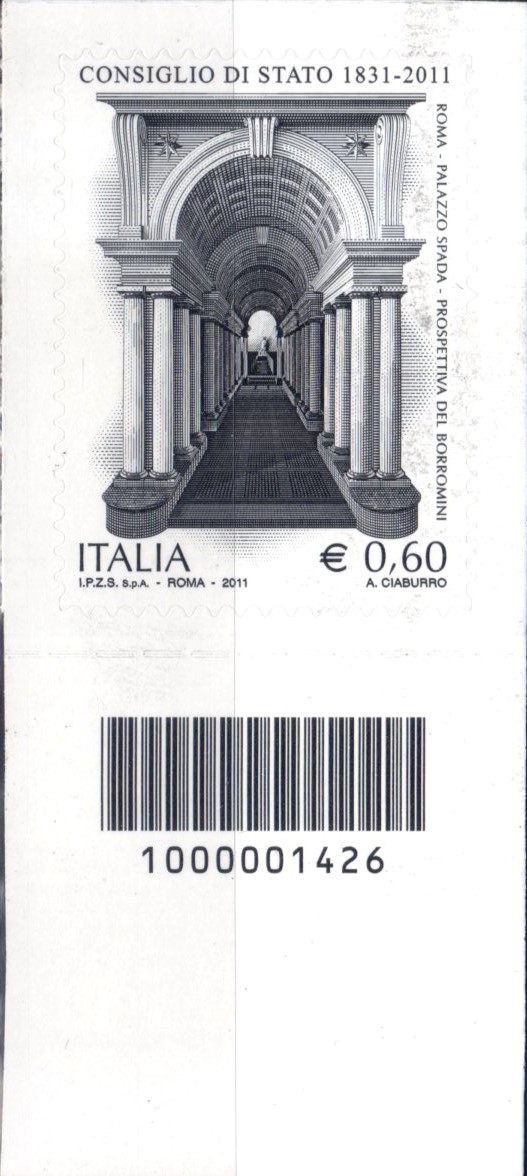 CONSIGLIO DI STATO 1831-2011
ROMA - PALAZZO SPADA - PROSPETTIVA DEL BORROMINI
ITALIA
€ 0,60
I.P.Z.S. S.p.A. - ROMA - 2011
A. CIABURRO
1000001426